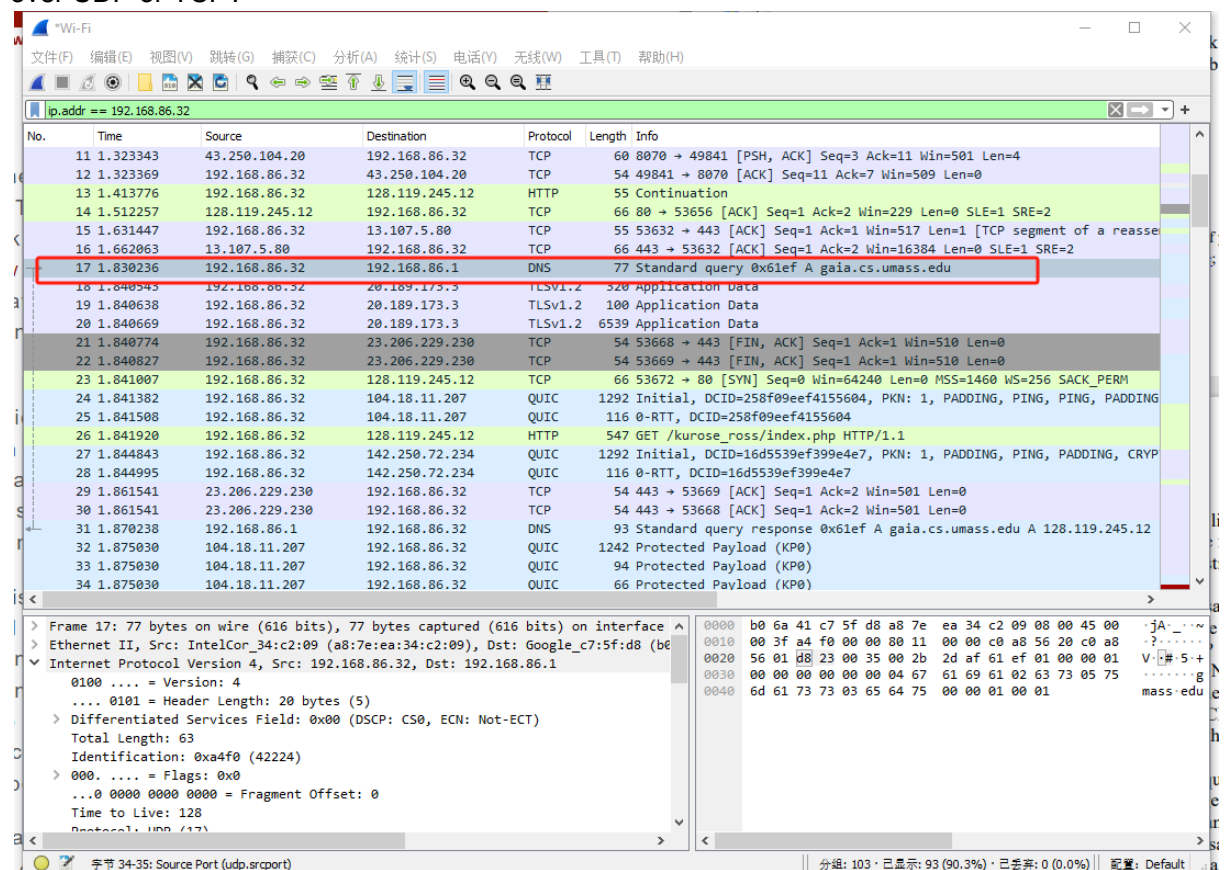 over UDP or TCP?
*Wi-Fi
文件(F) 编辑(E) 视图(V) 跳转(G) 捕获(C) 分析(A) 统计(S) 电话(Y) 无线(W) 工具(T) 帮助(H)
ip.addr == 192.168.86.32
No. Time Source Destination Protocol Length Info
11 1.323343 43.250.104.20 192.168.86.32 TCP 60 8070 → 49841 [PSH, ACK] Seq=3 Ack=11 Win=501 Len=4
12 1.323369 192.168.86.32 43.250.104.20 TCP 54 49841 → 8070 [ACK] Seq=11 Ack=7 Win=509 Len=0
13 1.413776 192.168.86.32 128.119.245.12 HTTP 55 Continuation
14 1.512257 128.119.245.12 192.168.86.32 TCP 66 80 → 53656 [ACK] Seq=1 Ack=2 Win=229 Len=0 SLE=1 SRE=2
15 1.631447 192.168.86.32 13.107.5.80 TCP 55 53632 → 443 [ACK] Seq=1 Ack=1 Win=517 Len=1 [TCP segment of a reasse
16 1.662063 13.107.5.80 192.168.86.32 TCP 66 443 → 53632 [ACK] Seq=1 Ack=2 Win=16384 Len=0 SLE=1 SRE=2
17 1.830236 192.168.86.32 192.168.86.1 DNS 77 Standard query 0x61ef A gaia.cs.umass.edu
18 1.840543 192.168.86.32 20.189.173.3 TLSv1.2 320 Application Data
19 1.840638 192.168.86.32 20.189.173.3 TLSv1.2 100 Application Data
20 1.840669 192.168.86.32 20.189.173.3 TLSv1.2 6539 Application Data
21 1.840774 192.168.86.32 23.206.229.230 TCP 54 53668 → 443 [FIN, ACK] Seq=1 Ack=1 Win=510 Len=0
22 1.840827 192.168.86.32 23.206.229.230 TCP 54 53669 → 443 [FIN, ACK] Seq=1 Ack=1 Win=510 Len=0
23 1.841007 192.168.86.32 128.119.245.12 TCP 66 53672 → 80 [SYN] Seq=0 Win=64240 Len=0 MSS=1460 WS=256 SACK_PERM
24 1.841382 192.168.86.32 104.18.11.207 QUIC 1292 Initial, DCID=258f09eef4155604, PKN: 1, PADDING, PING, PING, PADDING
25 1.841508 192.168.86.32 104.18.11.207 QUIC 116 0-RTT, DCID=258f09eef4155604
26 1.841920 192.168.86.32 128.119.245.12 HTTP 547 GET /kurose_ross/index.php HTTP/1.1
27 1.844843 192.168.86.32 142.250.72.234 QUIC 1292 Initial, DCID=16d5539ef399e4e7, PKN: 1, PADDING, PING, PADDING, CRYP
28 1.844995 192.168.86.32 142.250.72.234 QUIC 116 0-RTT, DCID=16d5539ef399e4e7
29 1.861541 23.206.229.230 192.168.86.32 TCP 54 443 → 53669 [ACK] Seq=1 Ack=2 Win=501 Len=0
30 1.861541 23.206.229.230 192.168.86.32 TCP 54 443 → 53668 [ACK] Seq=1 Ack=2 Win=501 Len=0
31 1.870238 192.168.86.1 192.168.86.32 DNS 93 Standard query response 0x61ef A gaia.cs.umass.edu A 128.119.245.12
32 1.875030 104.18.11.207 192.168.86.32 QUIC 1242 Protected Payload (KP0)
33 1.875030 104.18.11.207 192.168.86.32 QUIC 94 Protected Payload (KP0)
34 1.875030 104.18.11.207 192.168.86.32 QUIC 66 Protected Payload (KP0)
Frame 17: 77 bytes on wire (616 bits), 77 bytes captured (616 bits) on interface
Ethernet II, Src: IntelCor_34:c2:09 (a8:7e:ea:34:c2:09), Dst: Google_c7:5f:d8 (b0
Internet Protocol Version 4, Src: 192.168.86.32, Dst: 192.168.86.1
0100 .... = Version: 4
.... 0101 = Header Length: 20 bytes (5)
Differentiated Services Field: 0x00 (DSCP: CS0, ECN: Not-ECT)
Total Length: 63
Identification: 0xa4f0 (42224)
000. .... = Flags: 0x0
...0 0000 0000 0000 = Fragment Offset: 0
Time to Live: 128
Protocol: UDP (17)
0000 b0 6a 41 c7 5f d8 a8 7e ea 34 c2 09 08 00 45 00 ·jA·_··~
0010 00 3f a4 f0 00 00 80 11 00 00 c0 a8 56 20 c0 a8 ·?······
0020 56 01 d8 23 00 35 00 2b 2d af 61 ef 01 00 00 01 V··#·5·+
0030 00 00 00 00 00 00 04 67 61 69 61 02 63 73 05 75 ·······g
0040 6d 61 73 73 03 65 64 75 00 00 01 00 01 mass·edu
字节 34-35: Source Port (udp.srcport)
分组: 103 · 已显示: 93 (90.3%) · 已丢弃: 0 (0.0%)
配置: Default